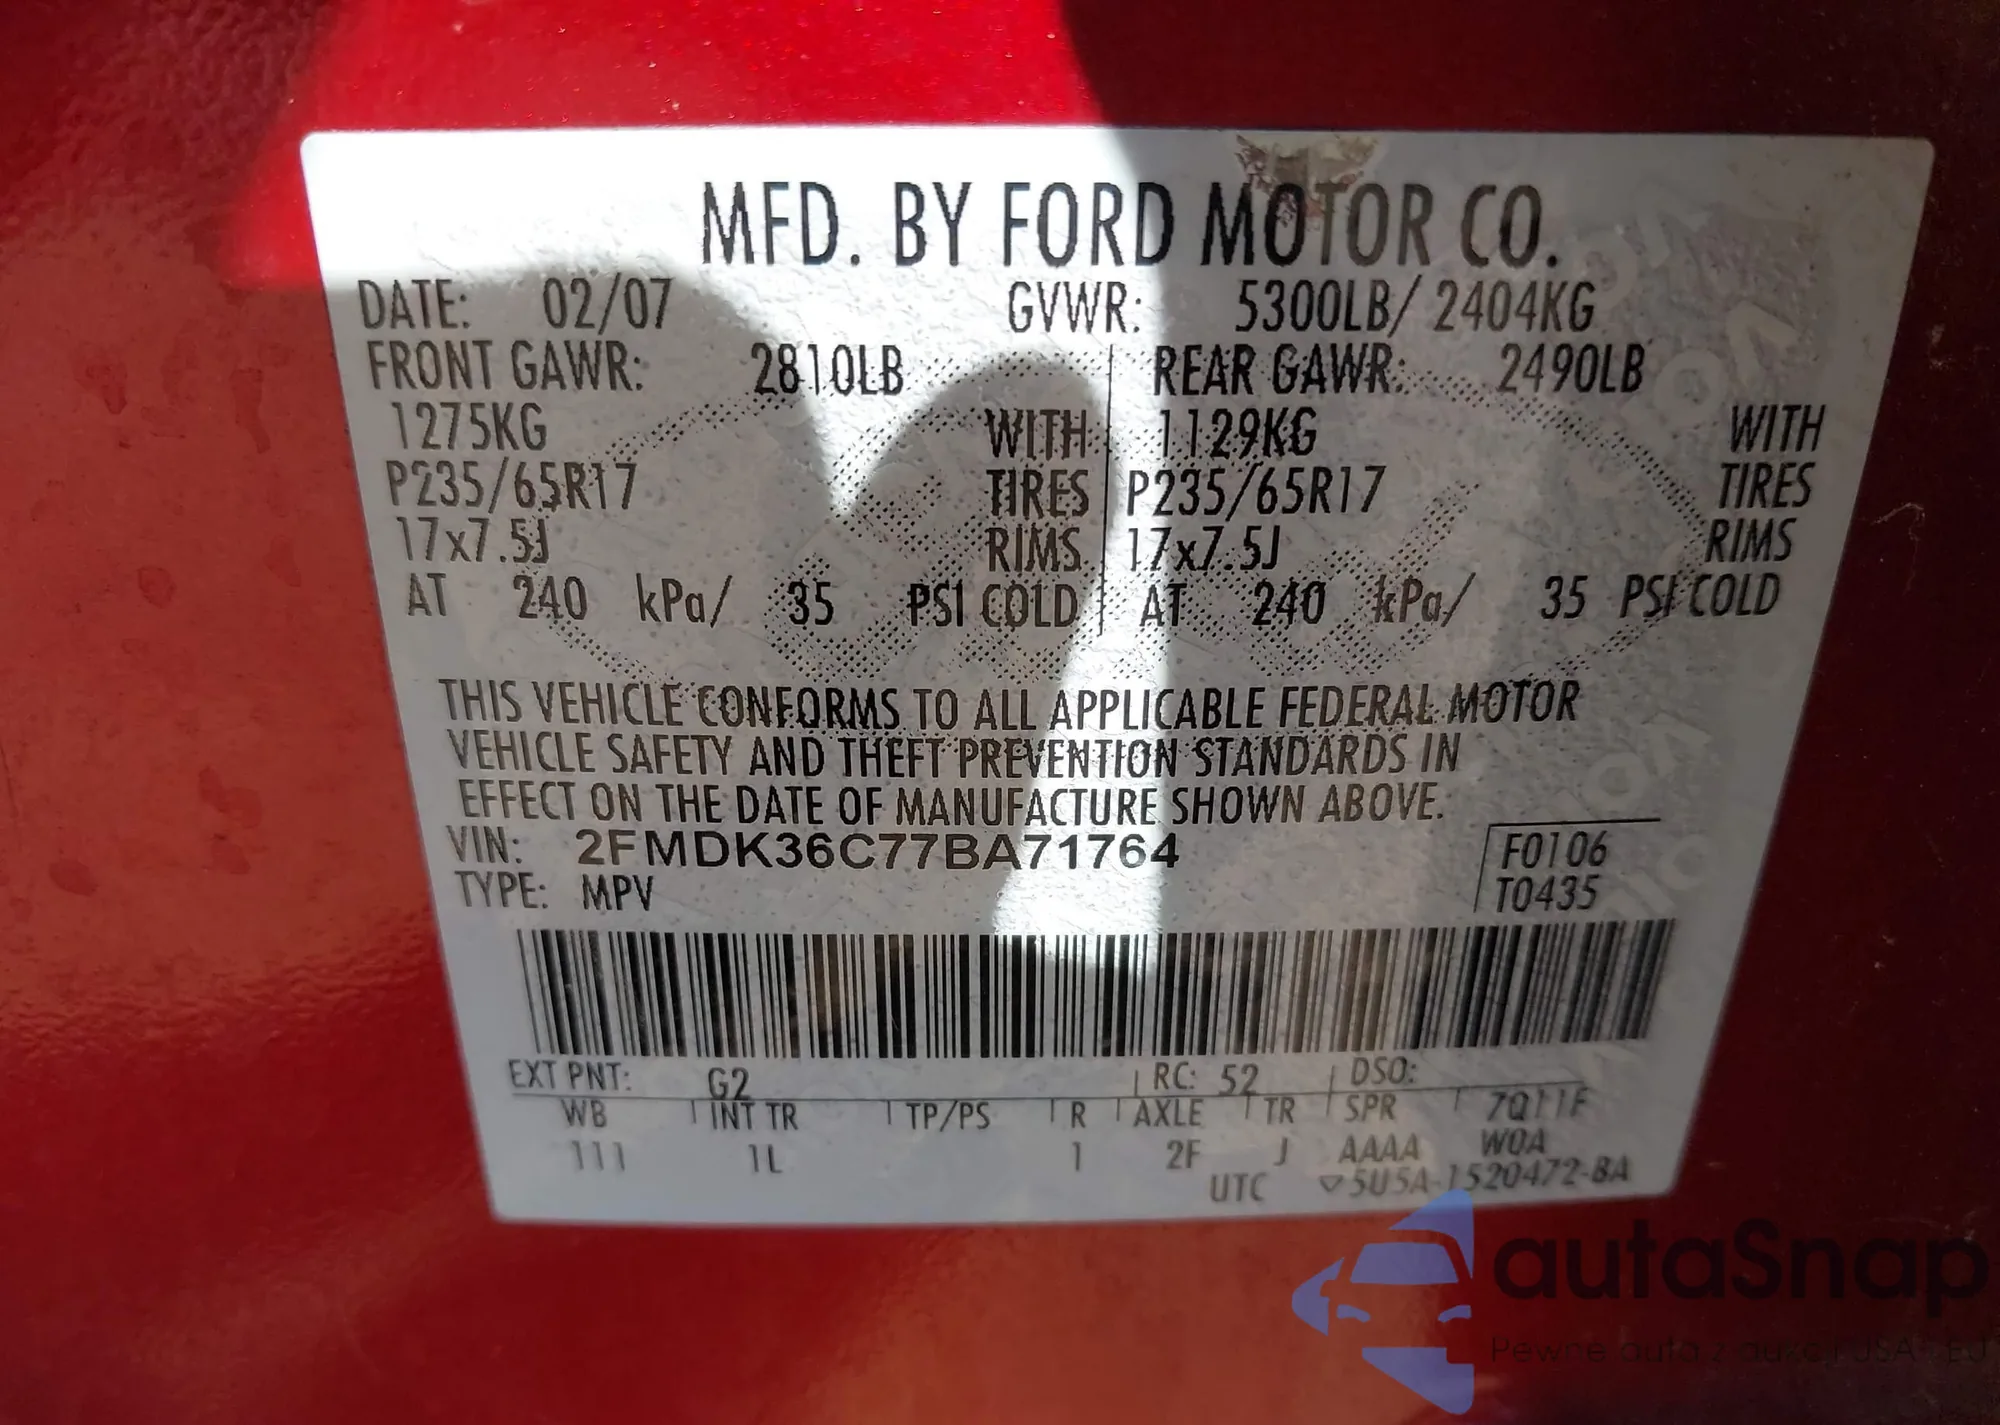 MFD. BY FORD MOTOR CO.
DATE: 02/07 GVWR: 5300LB/ 2404KG
FRONT GAWR: 2810LB REAR GAWR: 2490LB
1275KG WITH 1129KG WITH
P235/65R17 TIRES P235/65R17 TIRES
17x7.5J RIMS 17x7.5J RIMS
AT 240 kPa/ 35 PSI COLD AT 240 kPa/ 35 PSI COLD
THIS VEHICLE CONFORMS TO ALL APPLICABLE FEDERAL MOTOR
VEHICLE SAFETY AND THEFT PREVENTION STANDARDS IN
EFFECT ON THE DATE OF MANUFACTURE SHOWN ABOVE.
VIN: 2FMDK36C77BA71764 F0106
TYPE: MPV T0435
EXT PNT: G2 RC: 52 DSO:
WB INT TR TP/PS R AXLE TR SPR 7Q11F
111 1L 1 2F J AAAA W0A
UTC ▽5U5A-1520472-BA
autaSnap
Pewne auta z aukcji USA - EU